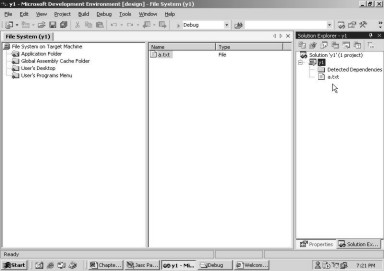 y1 - Microsoft Development Environment [design] - File System (y1)
File Edit View Project Build Debug Tools Window Help
Debug
File System (y1)
Solution Explorer - y1
File System on Target Machine
Application Folder
Global Assembly Cache Folder
User's Desktop
User's Programs Menu
Name Type
a.txt File
Solution 'y1' (1 project)
y1
Detected Dependencies
a.txt
Properties Solution Ex...
Ready
Start Chapte... Jasc Pa... y1 - Mi... Debug Welcom... 7:21 PM